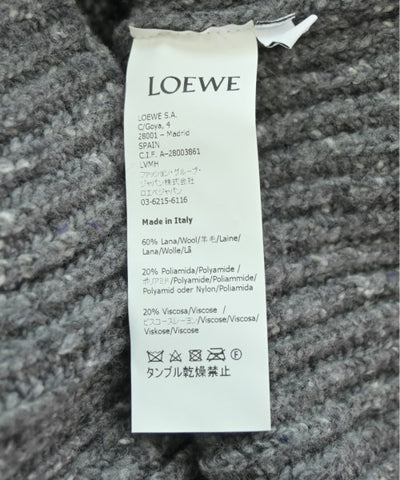 LOEWE
LOEWE S.A.
C/Goya, 4
28001 – Madrid
SPAIN
C.I.F. A–28003861
LVMH
ファッション・グループ・
ジャパン株式会社
ロエベジャパン
03-6215-6116
Made in Italy
60% Lana/Wool/羊毛/Laine/
Lana/Wolle/Lã
20% Poliamida/Polyamide /
ポリアミド/Polyamide/Poliammide/
Polyamid oder Nylon/Poliamida
20% Viscosa/Viscose /
ビスコースレーヨン/Viscose/Viscosa/
Viskose/Viscose
タンブル乾燥禁止